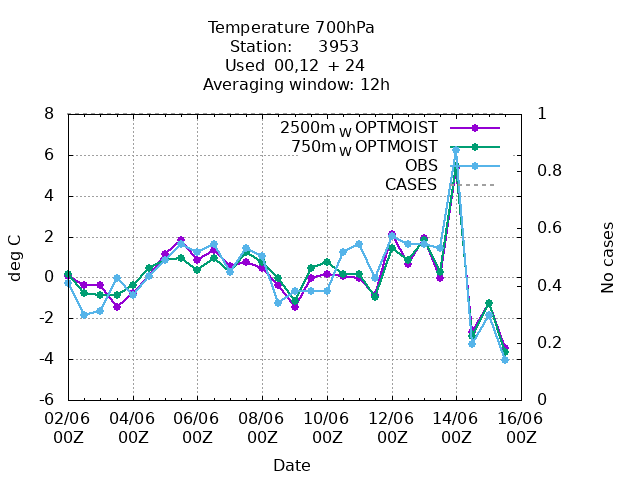 Temperature 700hPa
Station: 3953
Used 00,12 + 24
Averaging window: 12h
2500m W OPTMOIST
750m W OPTMOIST
OBS
CASES
8
6
4
2
0
-2
-4
-6
deg C
1
0.8
0.6
0.4
0.2
0
No cases
02/06 04/06 06/06 08/06 10/06 12/06 14/06 16/06
00Z 00Z 00Z 00Z 00Z 00Z 00Z 00Z
Date